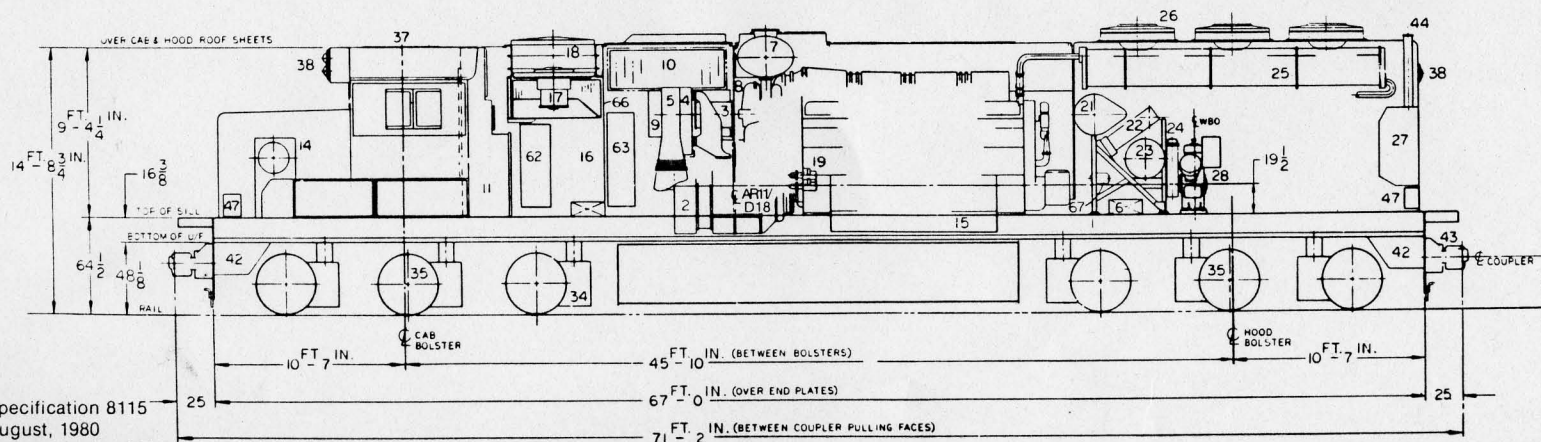 26
44
OVER CAB & HOOD ROOF SHEETS
37
18
7
38
10
8
25
38
17
66
5
4
3
9
FT. IN.
9 - 4 1/4
FT. IN.
14 - 8 3/4
16 3/8
14
62
16
63
11
19
21
22
24
℄ WBO
23
27
19 1/2
28
47
2
℄ AR11/
D18
15
67
6
47
TOP OF SILL
BOTTOM OF U/F
64 1/2
48 1/8
42
42
43
℄ COUPLER
35
34
35
RAIL
℄ CAB
BOLSTER
℄ HOOD
BOLSTER
FT. IN.
10 - 7
FT. IN. (BETWEEN BOLSTERS)
45 - 10
FT. IN.
10 - 7
25
FT. IN. (OVER END PLATES)
67 - 0
25
pecification 8115
ugust, 1980
FT. IN. (BETWEEN COUPLER PULLING FACES)
71 - 2